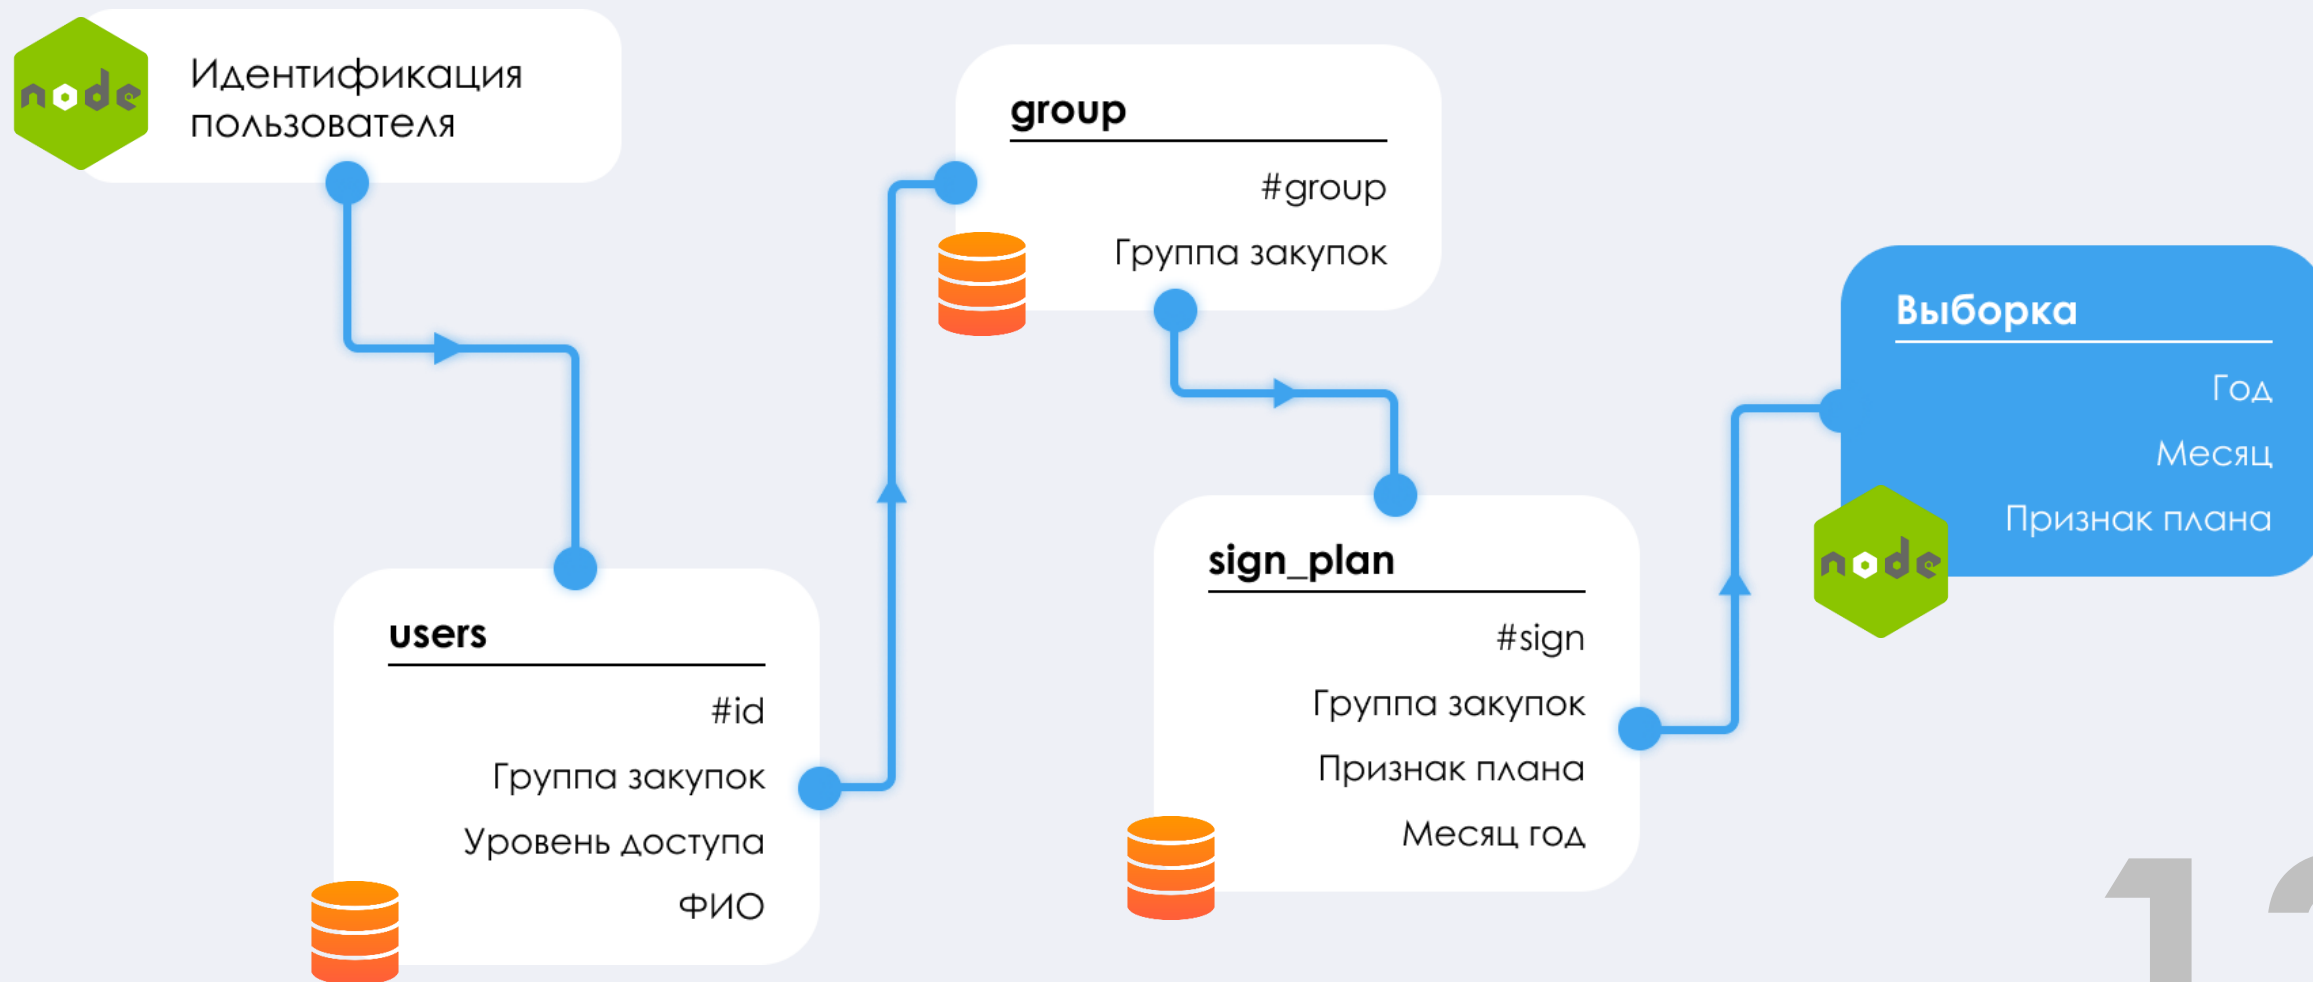 node
Идентификация
пользователя
group
#group
Группа закупок
users
#id
Группа закупок
Уровень доступа
ФИО
sign_plan
#sign
Группа закупок
Признак плана
Месяц год
Выборка
Год
Месяц
Признак плана
node